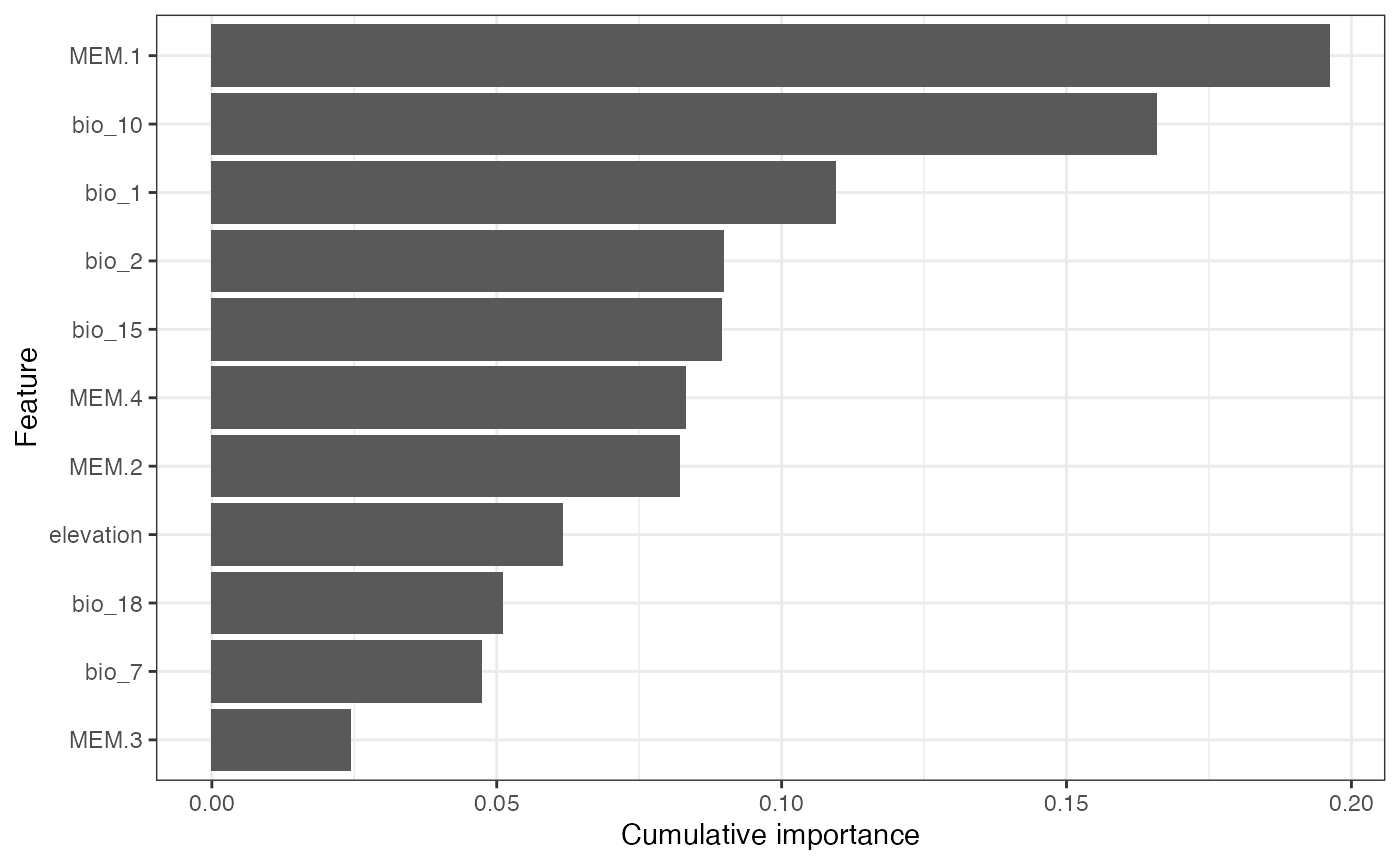 MEM.1
bio_10
bio_1
bio_2
bio_15
MEM.4
MEM.2
elevation
bio_18
bio_7
MEM.3
Feature
0.00 0.05 0.10 0.15 0.20
Cumulative importance